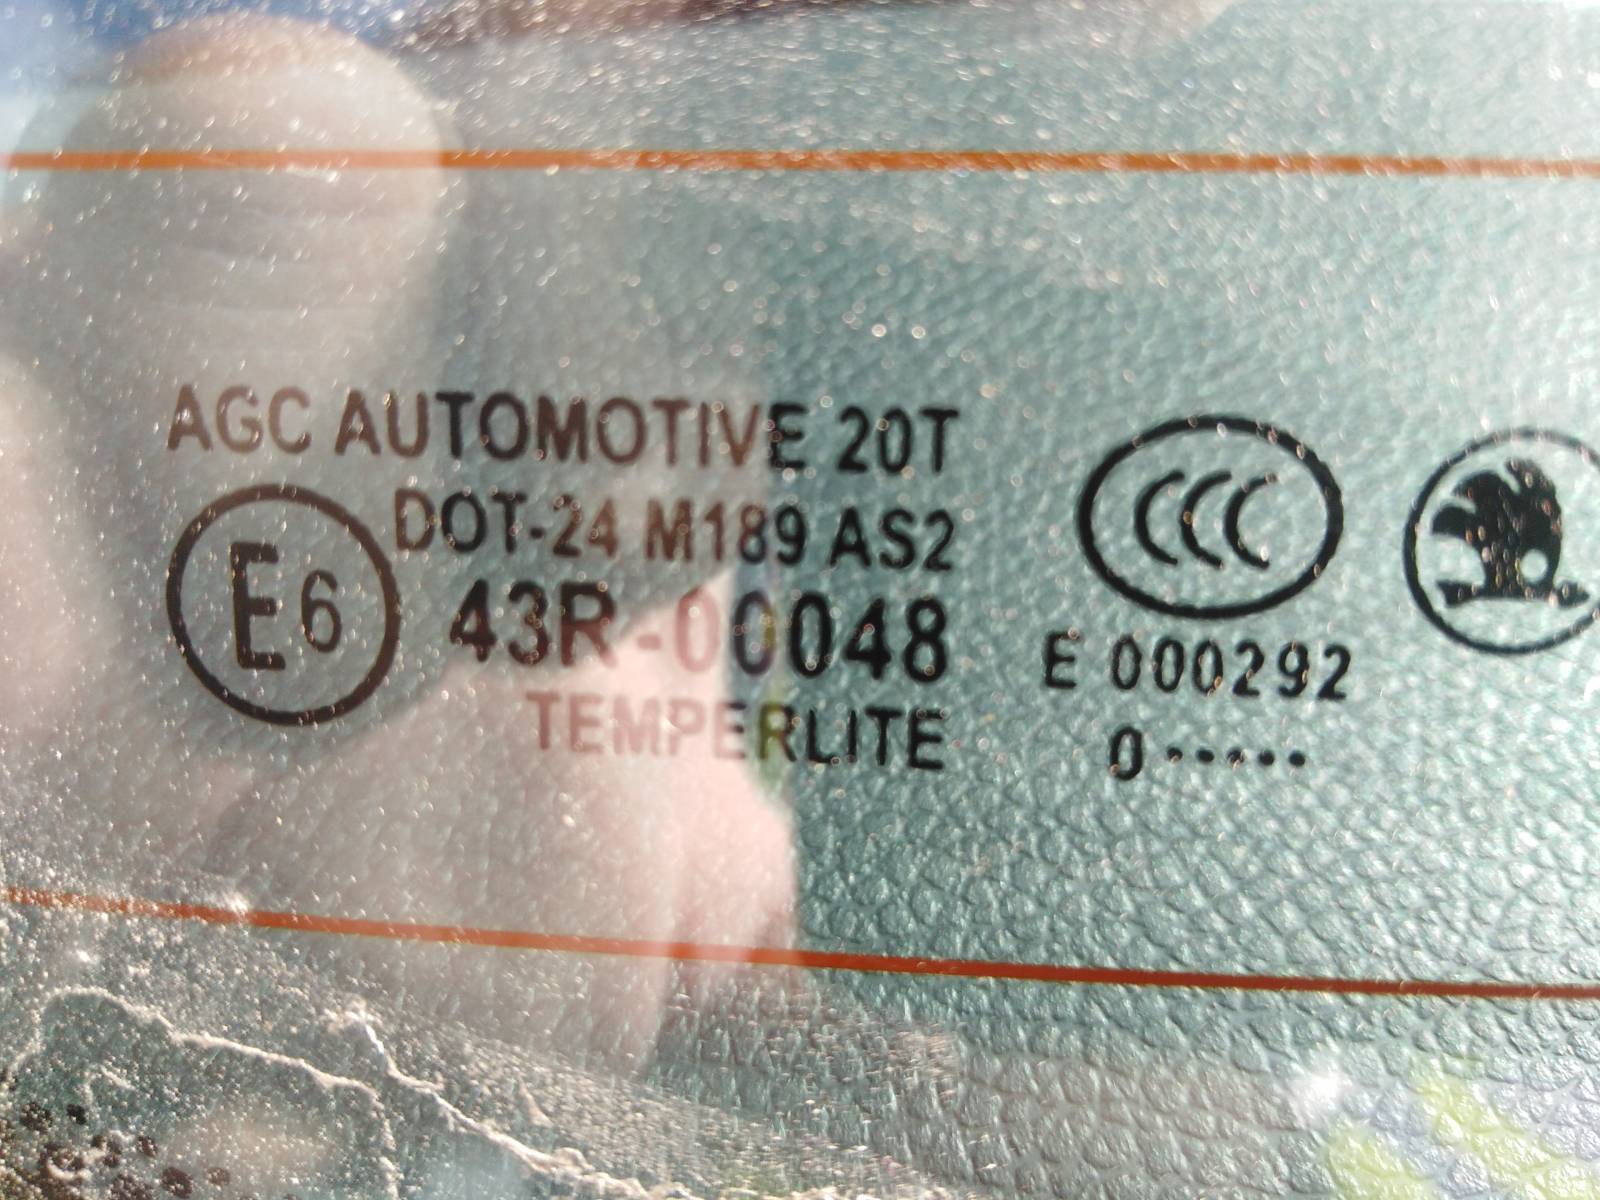 AGC AUTOMOTIVE 20T
DOT-24 M189 AS2
E6
43R-00048
TEMPERLITE
CCC
E 000292
0·····